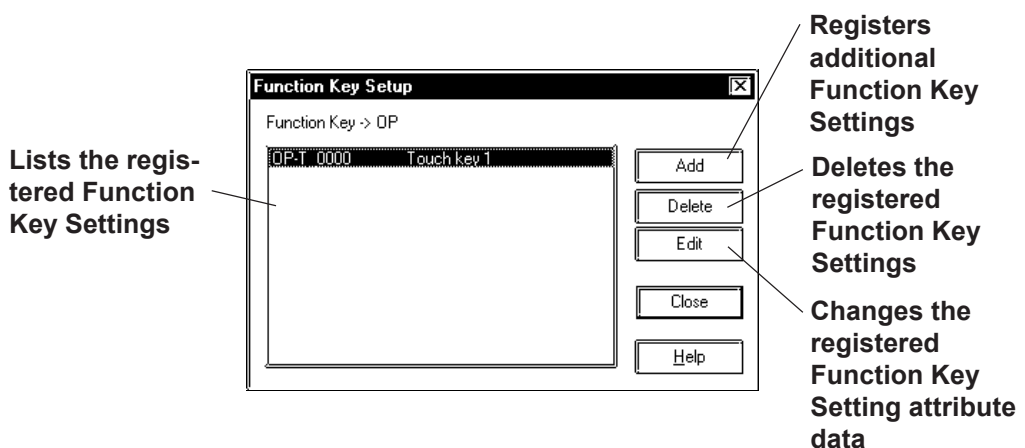 Registers
additional
Function Key
Settings
Function Key Setup
Function Key -> OP
OP-T 0000 Touch key 1
Lists the regis-
tered Function
Key Settings
Add
Delete
Edit
Close
Help
Deletes the
registered
Function Key
Settings
Changes the
registered
Function Key
Setting attribute
data